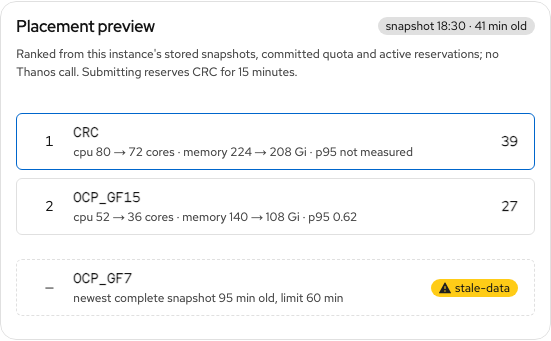 Placement preview
snapshot 18:30 · 41 min old
Ranked from this instance's stored snapshots, committed quota and active reservations; no
Thanos call. Submitting reserves CRC for 15 minutes.
1
CRC
cpu 80 → 72 cores · memory 224 → 208 Gi · p95 not measured
39
2
OCP_GF15
cpu 52 → 36 cores · memory 140 → 108 Gi · p95 0.62
27
–
OCP_GF7
newest complete snapshot 95 min old, limit 60 min
stale-data